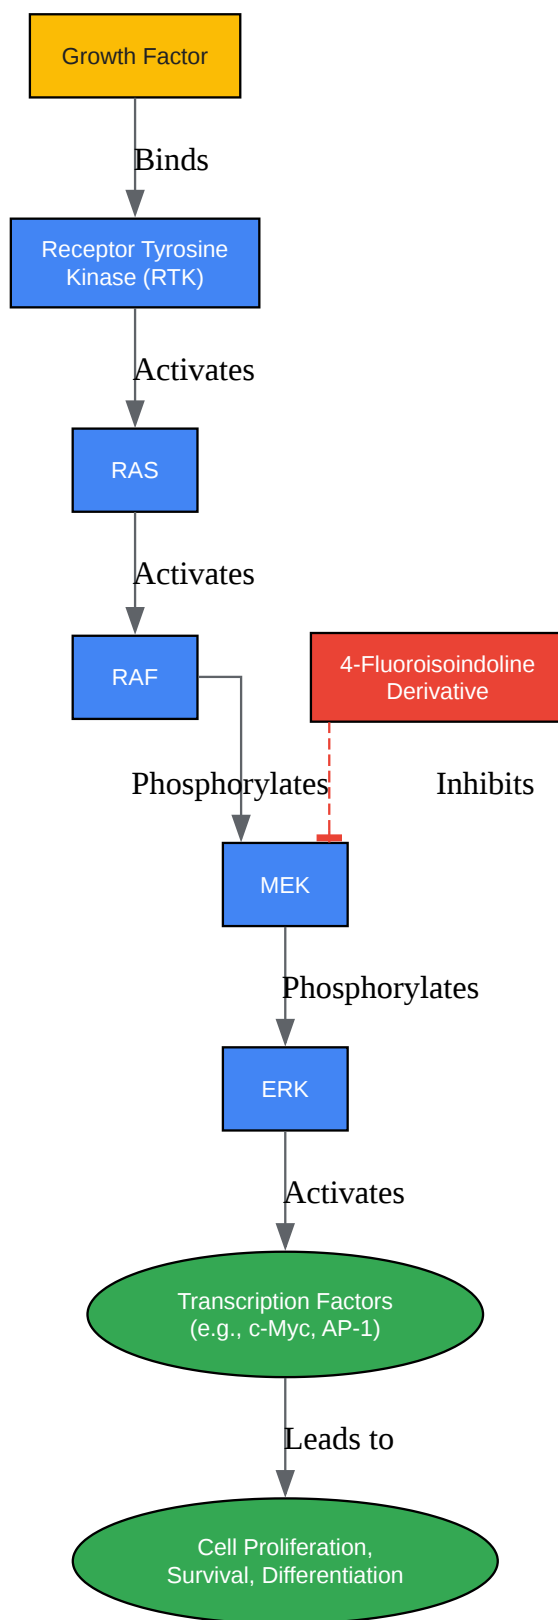 Growth Factor
Binds
Receptor Tyrosine
Kinase (RTK)
Activates
RAS
Activates
RAF
4-Fluoroisoindoline
Derivative
Phosphorylates
Inhibits
MEK
Phosphorylates
ERK
Activates
Transcription Factors
(e.g., c-Myc, AP-1)
Leads to
Cell Proliferation,
Survival, Differentiation